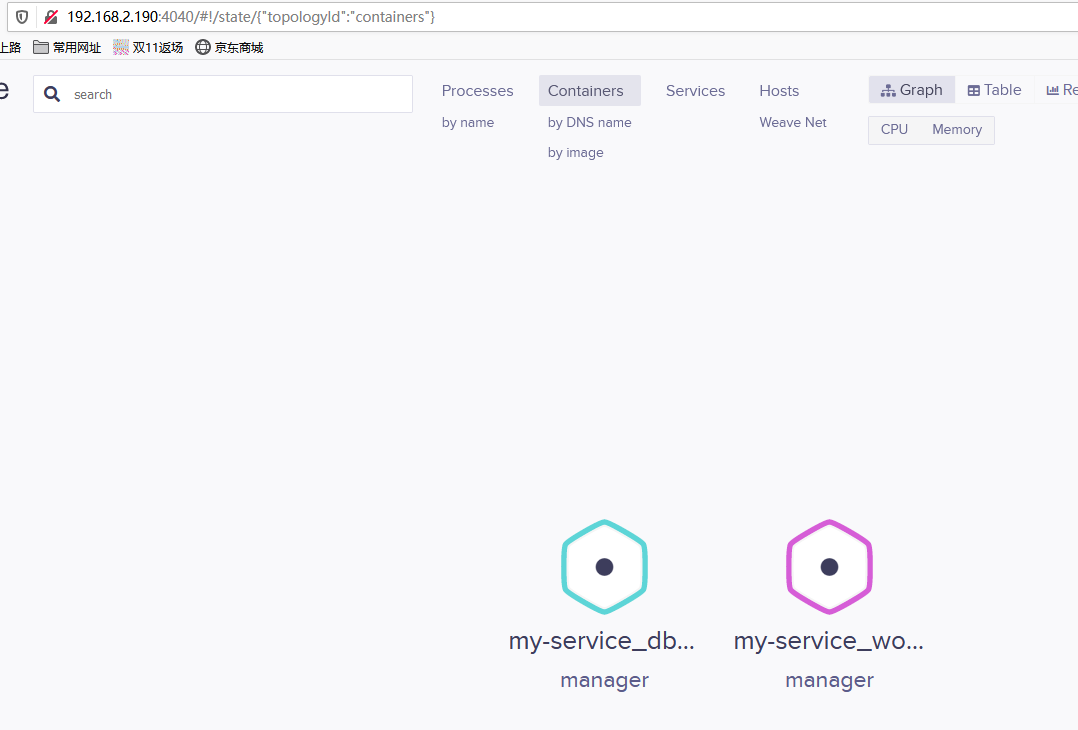 192.168.2.190:4040/#!/state/{"topologyId":"containers"}
上路 常用网址 双11返场 京东商城
e search Processes Containers Services Hosts Graph Table Re
by name by DNS name Weave Net CPU Memory
by image
my-service_db... my-service_wo...
manager manager